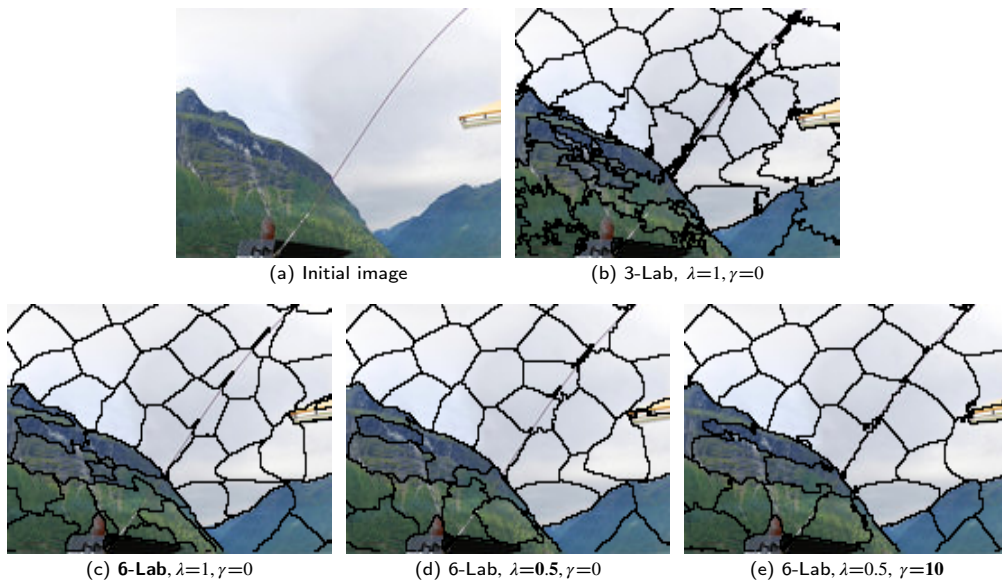 (a) Initial image
(b) 3-Lab, λ=1,γ=0
(c) 6-Lab, λ=1,γ=0
(d) 6-Lab, λ=0.5,γ=0
(e) 6-Lab, λ=0.5, γ=10